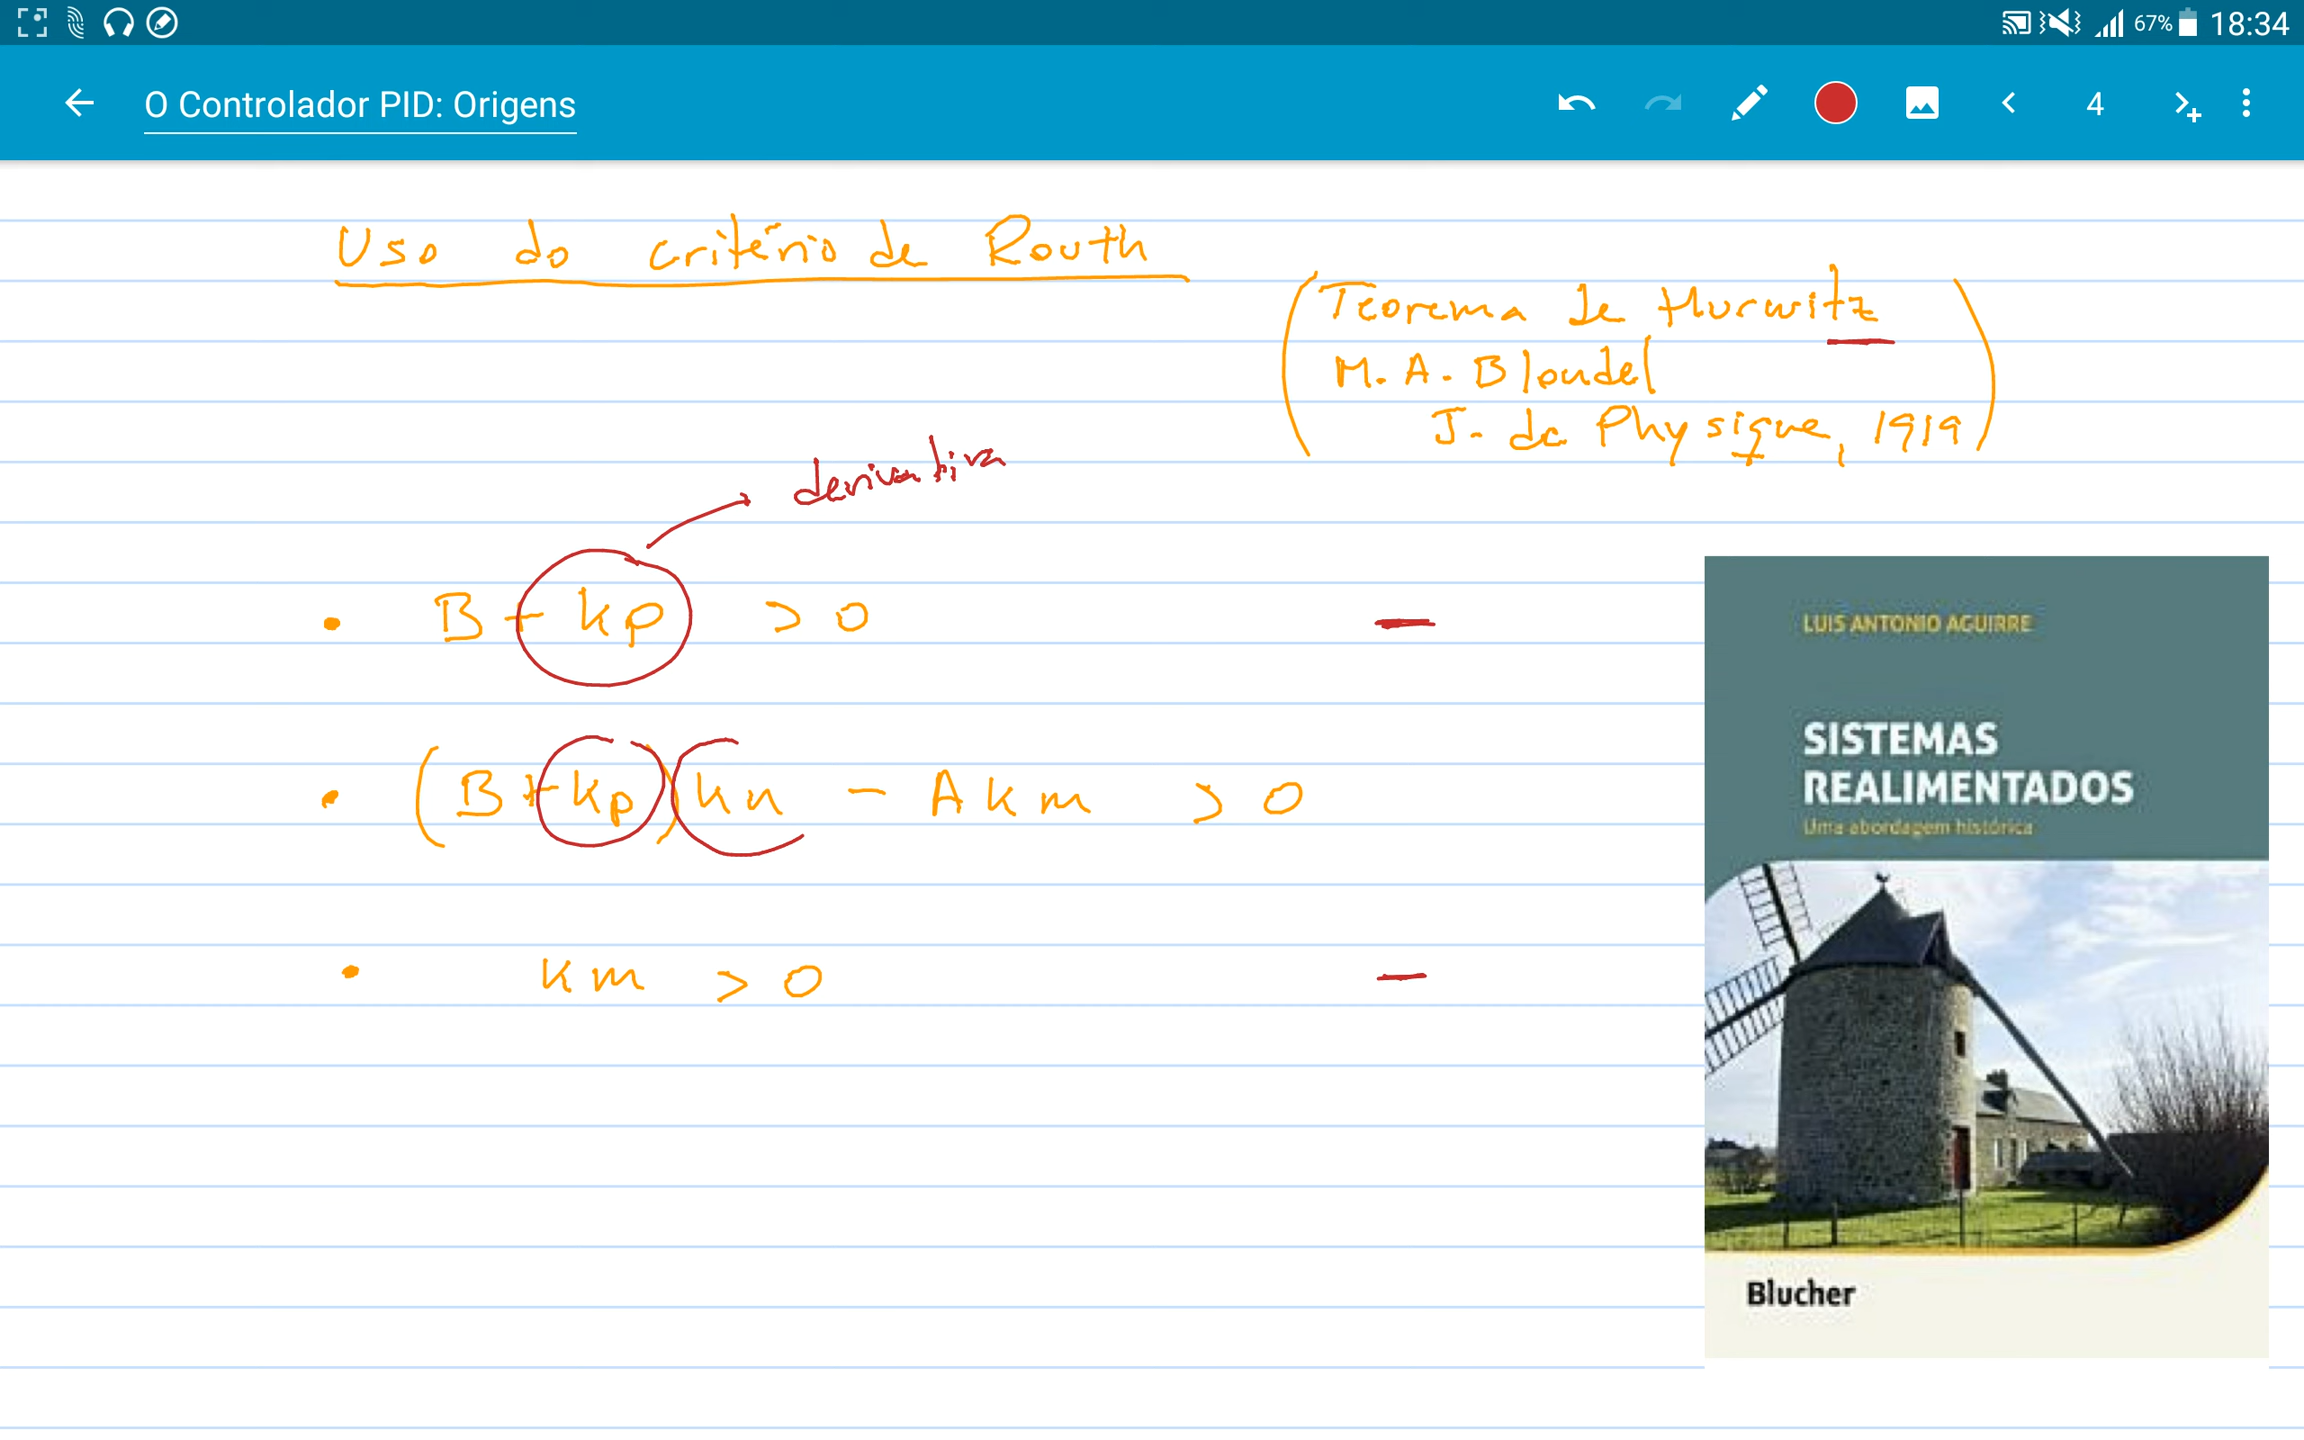 67% 18:34
O Controlador PID: Origens
4
Uso do critério de Routh
(Teorema de Hurwitz
M. A. Blondel
J. de Physique, 1919)
derivativa
• B + kp > 0 —
• (B + kp)(kn - A km > 0
• km > 0 —
LUIS ANTONIO AGUIRRE
SISTEMAS
REALIMENTADOS
Uma abordagem histórica
Blucher